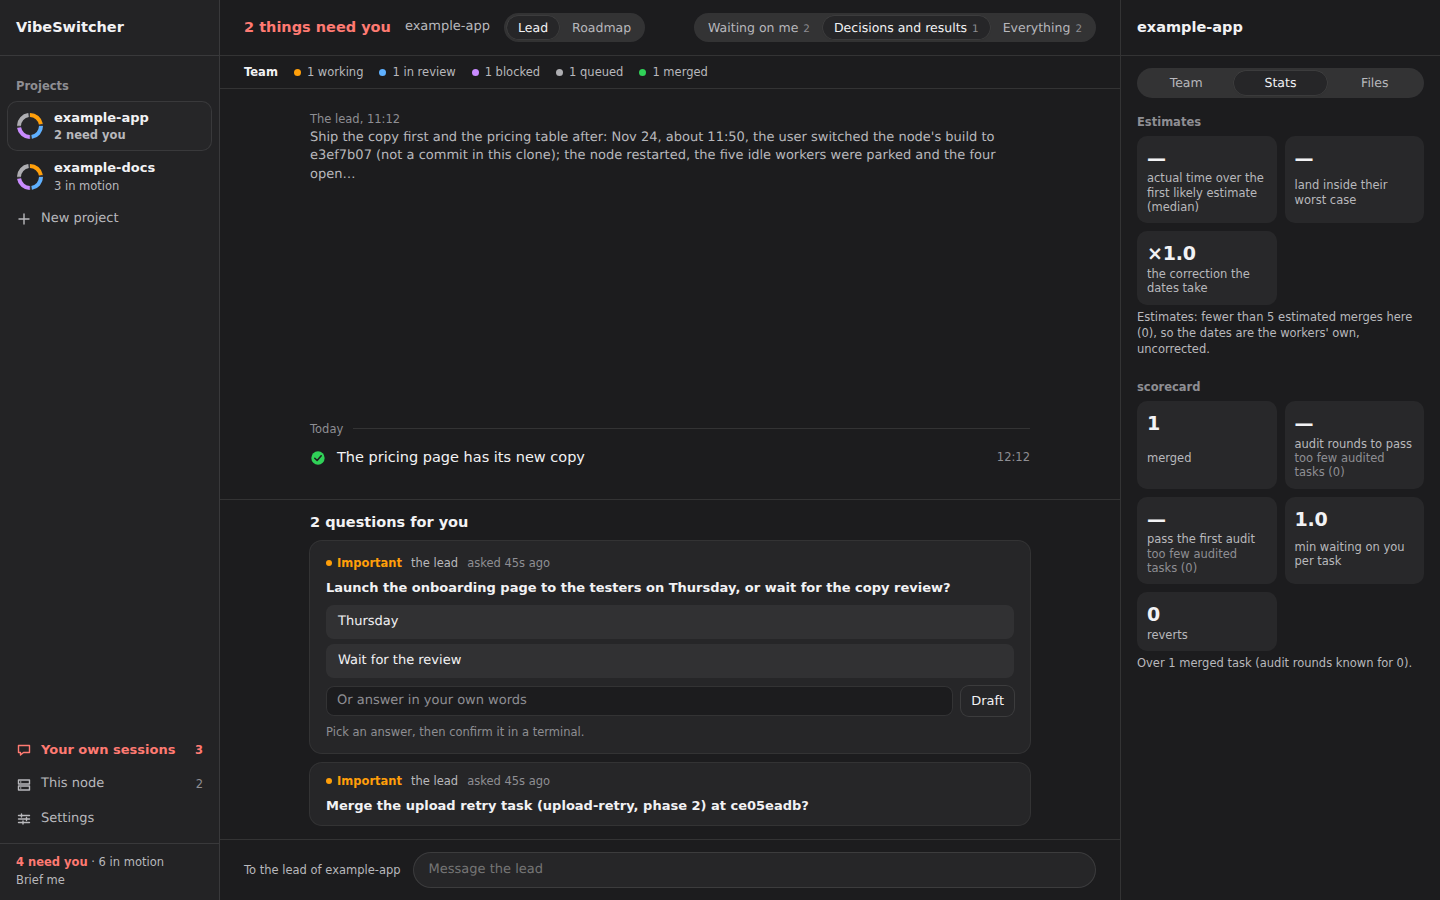 VibeSwitcher
Projects
example-app
2 need you
example-docs
3 in motion
New project
Your own sessions 3
This node 2
Settings
4 need you · 6 in motion
Brief me
2 things need you example-app Lead Roadmap Waiting on me 2 Decisions and results 1 Everything 2
Team 1 working 1 in review 1 blocked 1 queued 1 merged
The lead, 11:12
Ship the copy first and the pricing table after: Nov 24, about 11:50, the user switched the node's build to
e3ef7b07 (not a commit in this clone); the node restarted, the five idle workers were parked and the four
open…
Today
The pricing page has its new copy 12:12
2 questions for you
Important the lead asked 45s ago
Launch the onboarding page to the testers on Thursday, or wait for the copy review?
Thursday
Wait for the review
Or answer in your own words Draft
Pick an answer, then confirm it in a terminal.
Important the lead asked 45s ago
Merge the upload retry task (upload-retry, phase 2) at ce05eadb?
To the lead of example-app Message the lead
example-app
Team Stats Files
Estimates
—
actual time over the
first likely estimate
(median)
—
land inside their
worst case
×1.0
the correction the
dates take
Estimates: fewer than 5 estimated merges here
(0), so the dates are the workers' own,
uncorrected.
scorecard
1
merged
—
audit rounds to pass
too few audited
tasks (0)
—
pass the first audit
too few audited
tasks (0)
1.0
min waiting on you
per task
0
reverts
Over 1 merged task (audit rounds known for 0).